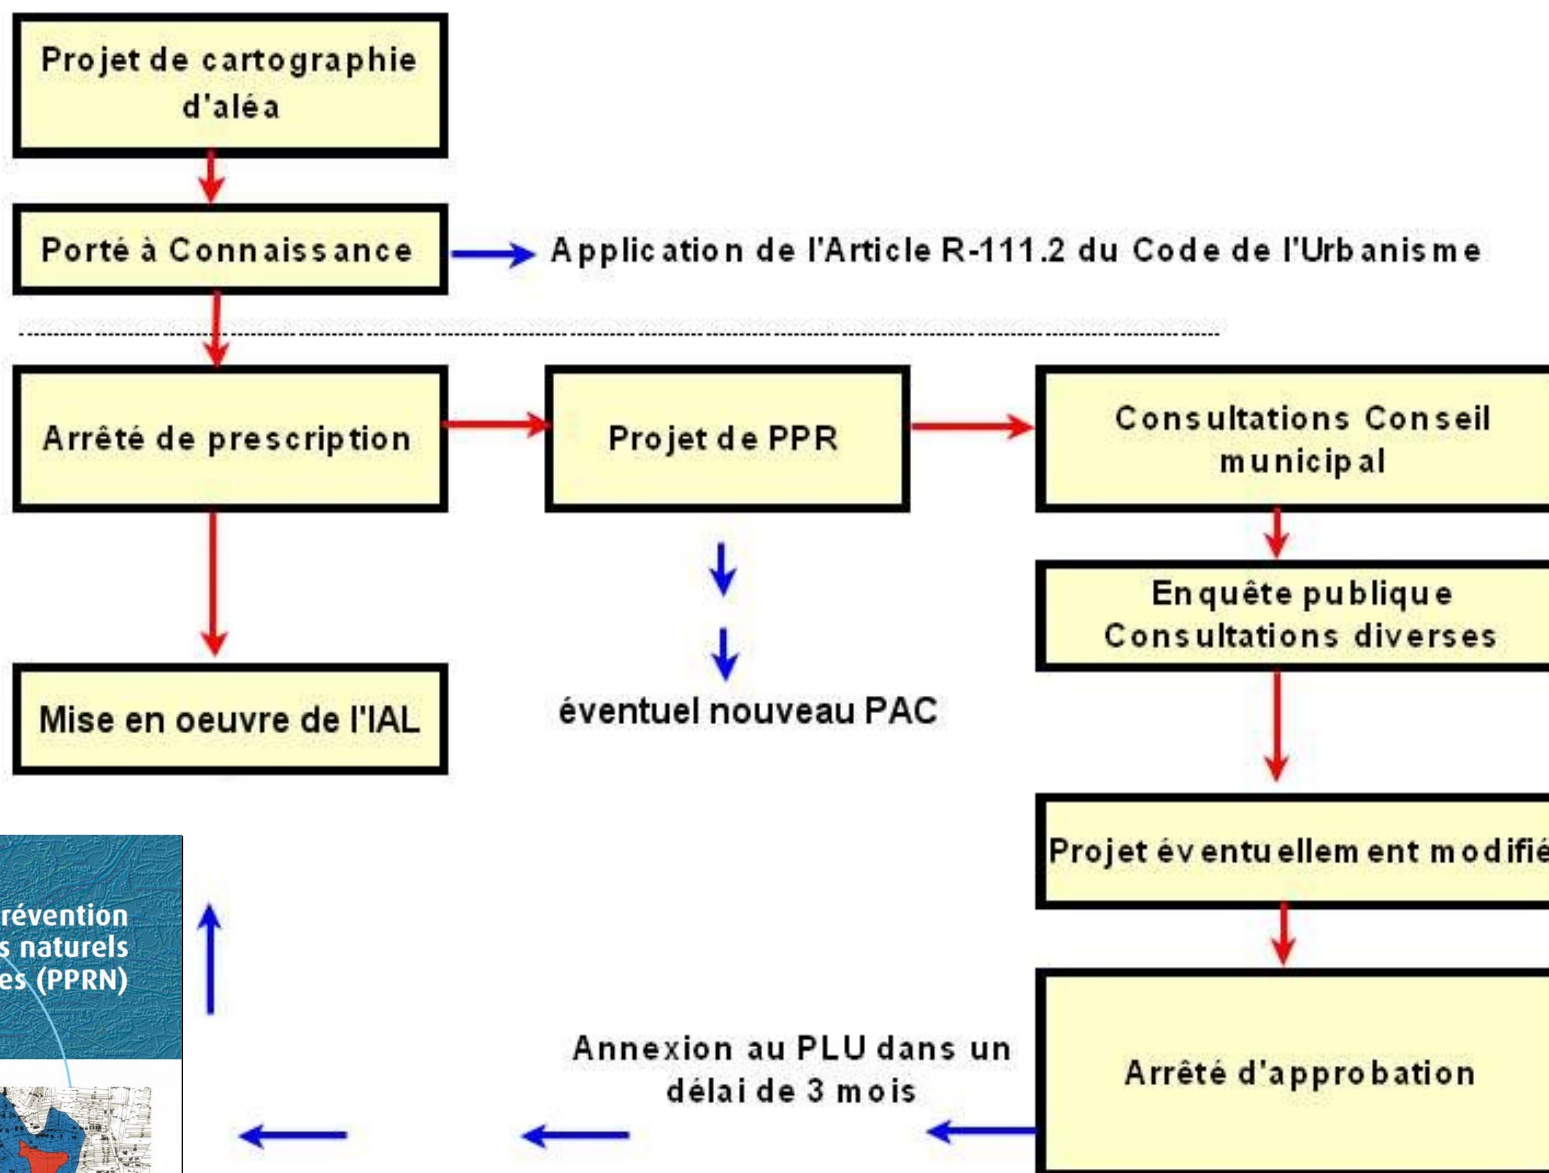 Projet de cartographie
d'aléa
Porté à Connaissance
Application de l'Article R-111.2 du Code de l'Urbanisme
Arrêté de prescription
Projet de PPR
Consultations Conseil
municipal
Enquête publique
Consultations diverses
Mise en oeuvre de l'IAL
éventuel nouveau PAC
Projet éventuellement modifié
révention
s naturels
es (PPRN)
Annexion au PLU dans un
délai de 3 mois
Arrêté d'approbation